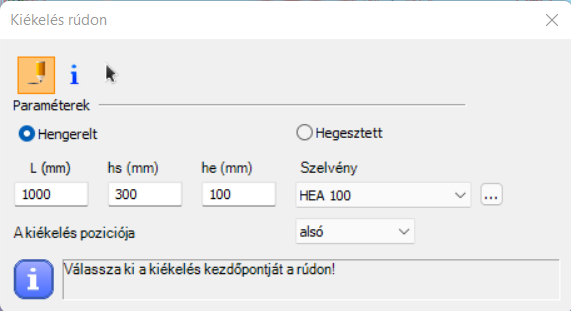 Kiékelés rúdon
Paraméterek
Hengerelt Hegesztett
L (mm) hs (mm) he (mm) Szelvény
1000 300 100 HEA 100 ...
A kiékelés poziciója alsó
Válassza ki a kiékelés kezdőpontját a rúdon!